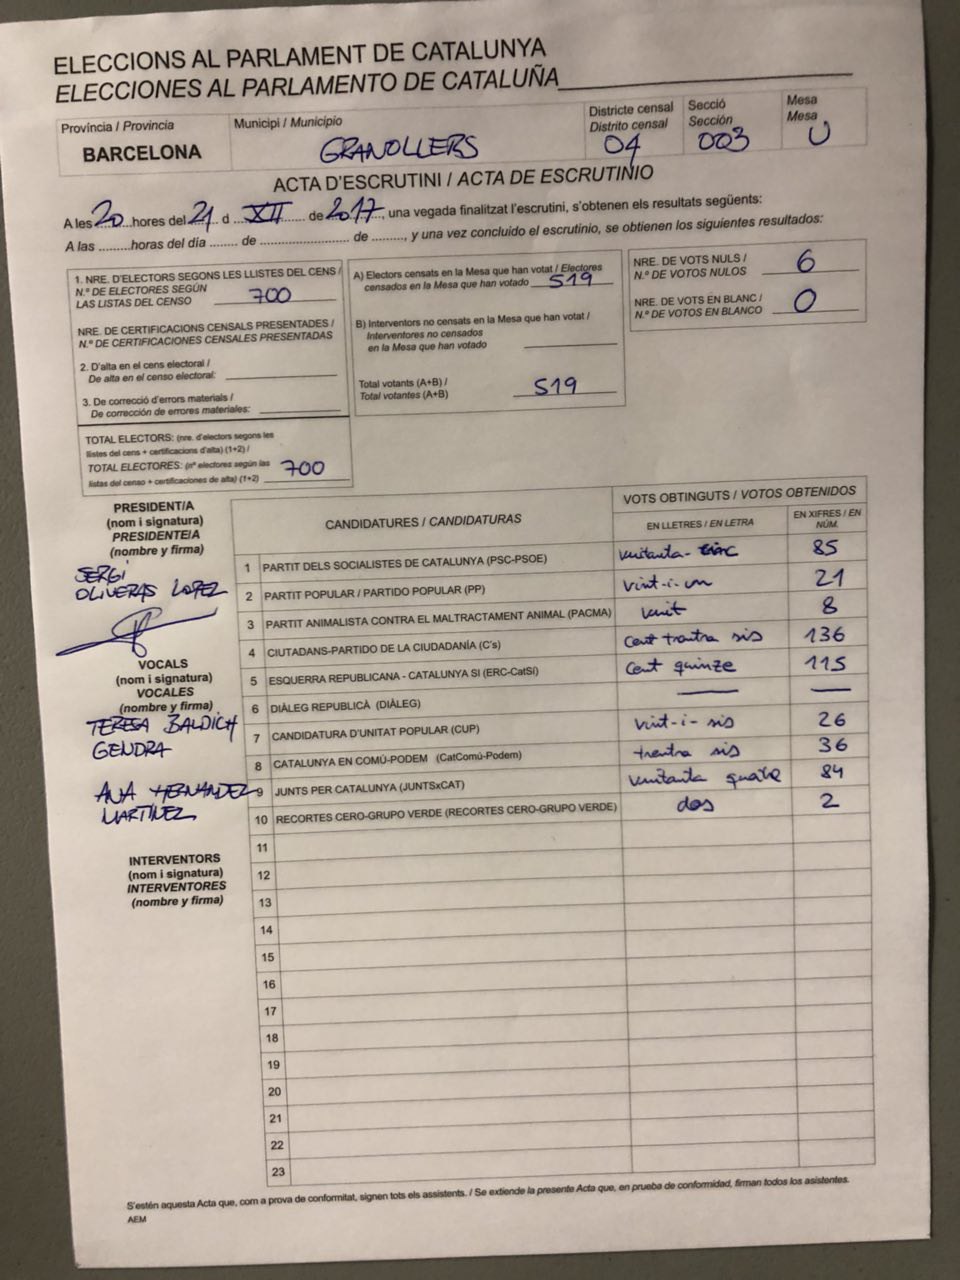 ELECCIONS AL PARLAMENT DE CATALUNYA
ELECCIONES AL PARLAMENTO DE CATALUÑA
Província / Provincia
BARCELONA
Municipi / Municipio
GRANOLLERS
Districte censal
Distrito censal
04
Secció
Sección
003
Mesa
Mesa
U
ACTA D'ESCRUTINI / ACTA DE ESCRUTINIO
A les 20 hores del 21 d XII de 2017, una vegada finalitzat l'escrutini, s'obtenen els resultats següents:
A las .........horas del día ........ de ........................ de ........., y una vez concluido el escrutinio, se obtienen los siguientes resultados:
1. NRE. D'ELECTORS SEGONS LES LLISTES DEL CENS /
N.º DE ELECTORES SEGÚN
LAS LISTAS DEL CENSO 700
NRE. DE CERTIFICACIONS CENSALS PRESENTADES /
N.º DE CERTIFICACIONES CENSALES PRESENTADAS
2. D'alta en el cens electoral /
De alta en el censo electoral:
3. De correcció d'errors materials /
De corrección de errores materiales:
TOTAL ELECTORS: (nre. d'electors segons les
llistes del cens + certificacions d'alta) (1+2) /
TOTAL ELECTORES: (nº electores según las
listas del censo + certificaciones de alta) (1+2) 700
A) Electors censats en la Mesa que han votat / Electores
censados en la Mesa que han votado 519
B) Interventors no censats en la Mesa que han votat /
Interventores no censados
en la Mesa que han votado
Total votants (A+B) /
Total votantes (A+B) 519
NRE. DE VOTS NULS /
N.º DE VOTOS NULOS 6
NRE. DE VOTS EN BLANC /
N.º DE VOTOS EN BLANCO 0
PRESIDENT/A
(nom i signatura)
PRESIDENTE/A
(nombre y firma)
SERGI
OLIVERAS LOPEZ
VOCALS
(nom i signatura)
VOCALES
(nombre y firma)
TERESA BALDICH
GENDRA
ANA HERNANDEZ
MARTINEZ
INTERVENTORS
(nom i signatura)
INTERVENTORES
(nombre y firma)
CANDIDATURES / CANDIDATURAS
VOTS OBTINGUTS / VOTOS OBTENIDOS
EN LLETRES / EN LETRA
EN XIFRES / EN NÚM.
1 PARTIT DELS SOCIALISTES DE CATALUNYA (PSC-PSOE) vuitanta-cinc 85
2 PARTIT POPULAR / PARTIDO POPULAR (PP) vint-i-un 21
3 PARTIT ANIMALISTA CONTRA EL MALTRACTAMENT ANIMAL (PACMA) vuit 8
4 CIUTADANS-PARTIDO DE LA CIUDADANÍA (C's) cent trantra sis 136
5 ESQUERRA REPUBLICANA - CATALUNYA SI (ERC-CatSí) cent quinze 115
6 DIÀLEG REPUBLICÀ (DIÀLEG) — —
7 CANDIDATURA D'UNITAT POPULAR (CUP) vint-i-sis 26
8 CATALUNYA EN COMÚ-PODEM (CatComú-Podem) trentra sis 36
9 JUNTS PER CATALUNYA (JUNTSxCAT) vuitanta quatre 84
10 RECORTES CERO-GRUPO VERDE (RECORTES CERO-GRUPO VERDE) dos 2
11
12
13
14
15
16
17
18
19
20
21
22
23
S'estén aquesta Acta que, com a prova de conformitat, signen tots els assistents. / Se extiende la presente Acta que, en prueba de conformidad, firman todos los asistentes.
AEM